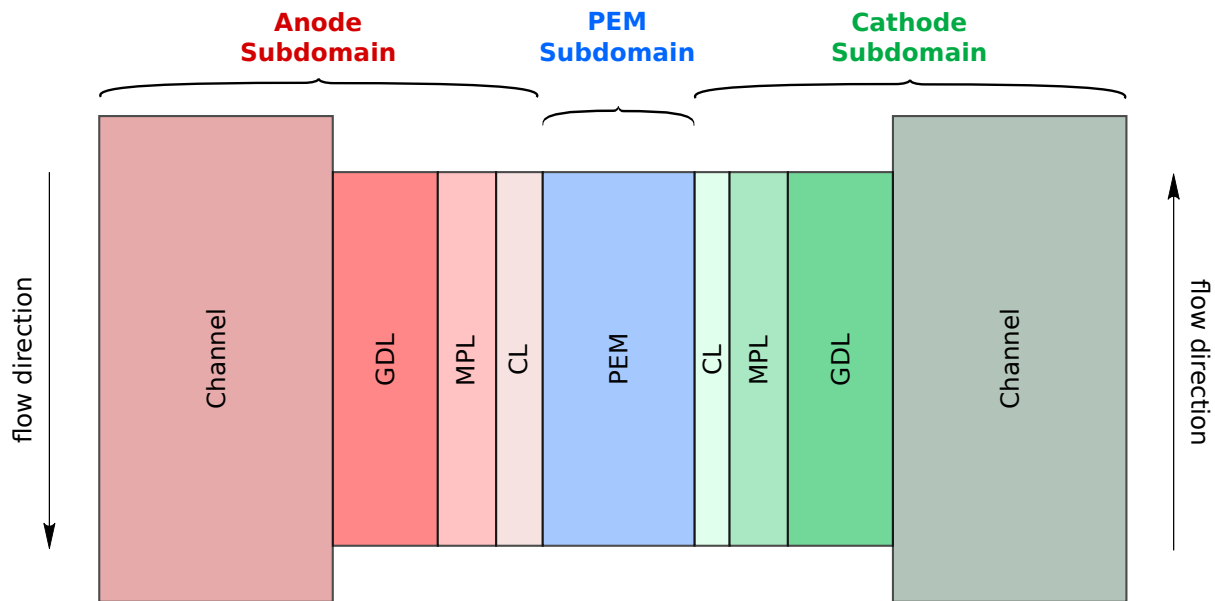 Anode
Subdomain
PEM
Subdomain
Cathode
Subdomain
flow direction
Channel
GDL
MPL
CL
PEM
CL
MPL
GDL
Channel
flow direction